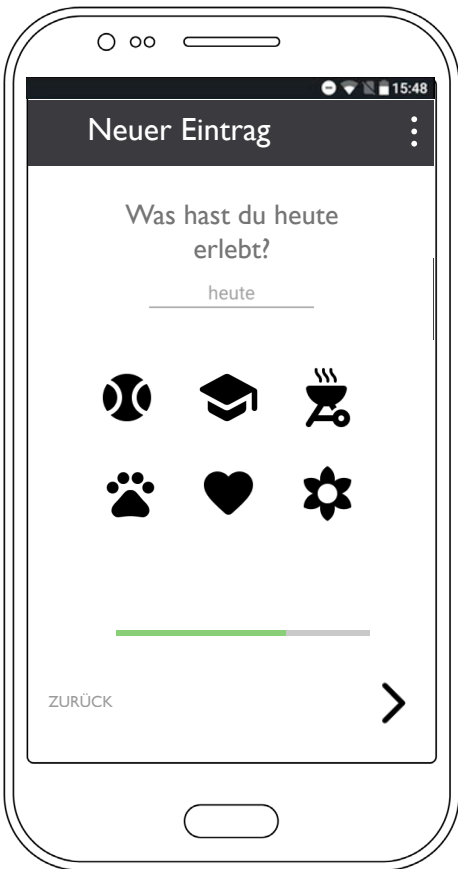 15:48
Neuer Eintrag
Was hast du heute
erlebt?
heute
ZURÜCK